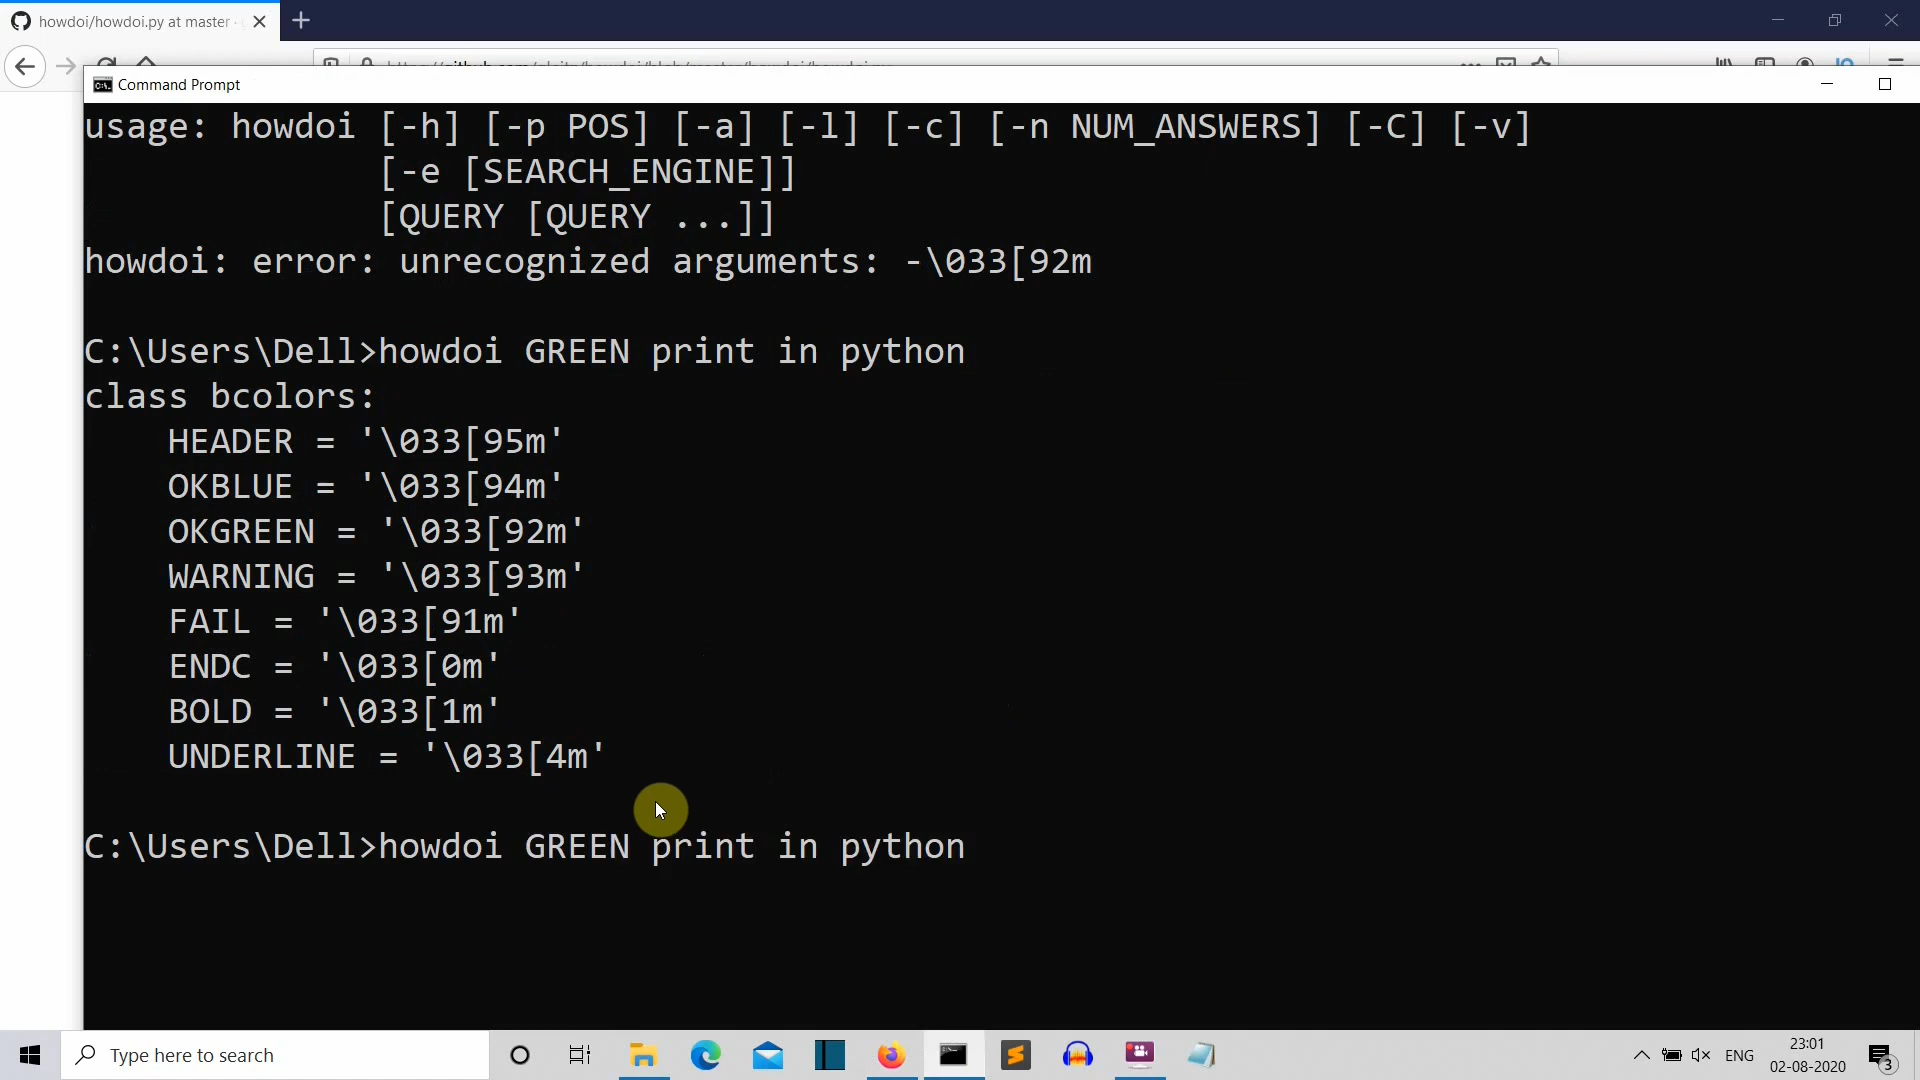 howdoi/howdoi.py at master
Command Prompt
usage: howdoi [-h] [-p POS] [-a] [-l] [-c] [-n NUM_ANSWERS] [-C] [-v]
[-e [SEARCH_ENGINE]]
[QUERY [QUERY ...]]
howdoi: error: unrecognized arguments: -\033[92m
C:\Users\Dell>howdoi GREEN print in python
class bcolors:
HEADER = '\033[95m'
OKBLUE = '\033[94m'
OKGREEN = '\033[92m'
WARNING = '\033[93m'
FAIL = '\033[91m'
ENDC = '\033[0m'
BOLD = '\033[1m'
UNDERLINE = '\033[4m'
C:\Users\Dell>howdoi GREEN print in python
Type here to search
ENG
23:01
02-08-2020
3